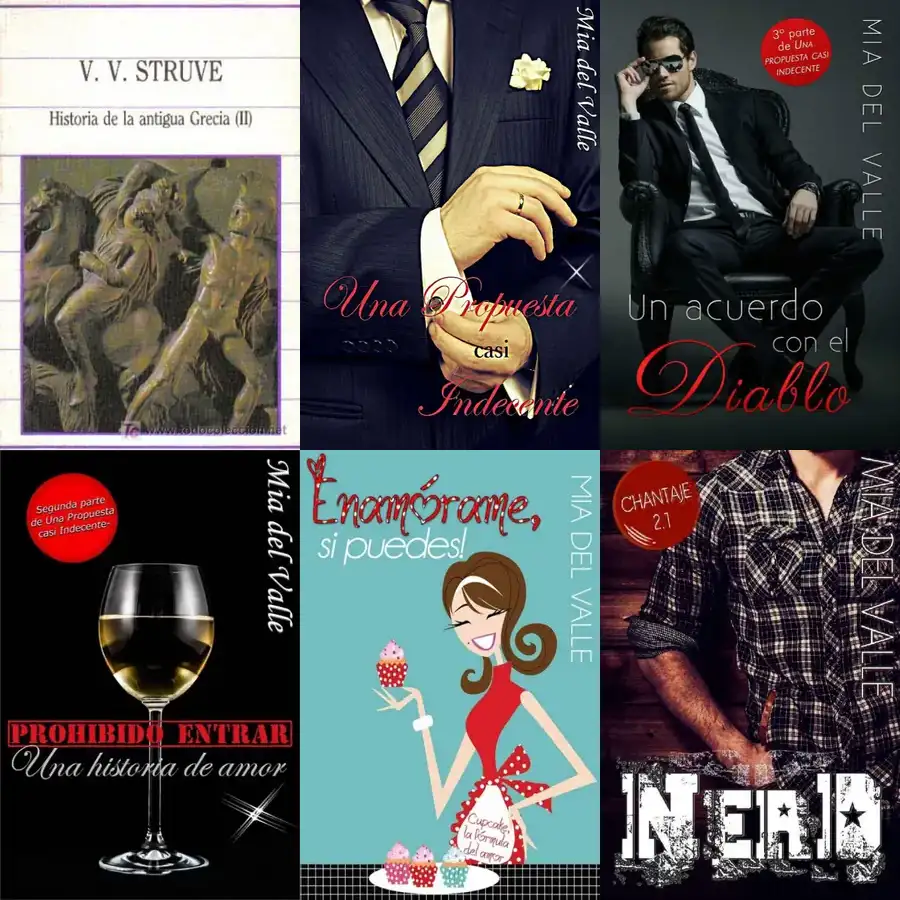 V. V. STRUVE
Historia de la antigua Grecia (II)
www.todocoleccion.net
Mia del Valle
Una Propuesta
casi
Indecente
3º parte
de UNA
PROPUESTA CASI
INDECENTE
MIA DEL VALLE
Un acuerdo
con el
Diablo
Segunda parte
de Una Propuesta
casi Indecente-
Mia del Valle
PROHIBIDO ENTRAR
Una historia de amor
Enamórame,
si puedes!
MIA DEL VALLE
Cupcake,
la fórmula
del amor
CHANTAJE
2.1
MIA DEL VALLE
NERD